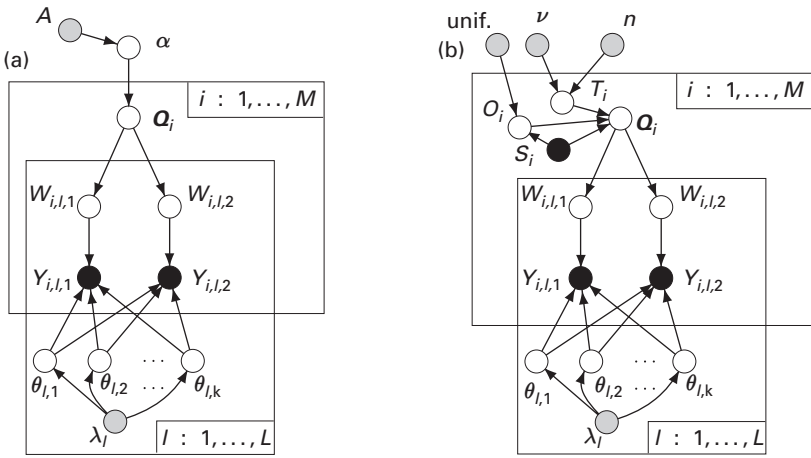 A
α
(a)
i : 1,...,M
Q_i
W_{i,l,1}
W_{i,l,2}
Y_{i,l,1}
Y_{i,l,2}
... 
...
θ_{l,1}
θ_{l,2}
θ_{l,k}
λ_l
l : 1,...,L
unif.
ν
n
(b)
T_i
i : 1,...,M
O_i
Q_i
S_i
W_{i,l,1}
W_{i,l,2}
Y_{i,l,1}
Y_{i,l,2}
...
...
θ_{l,1}
θ_{l,2}
θ_{l,k}
λ_l
l : 1,...,L